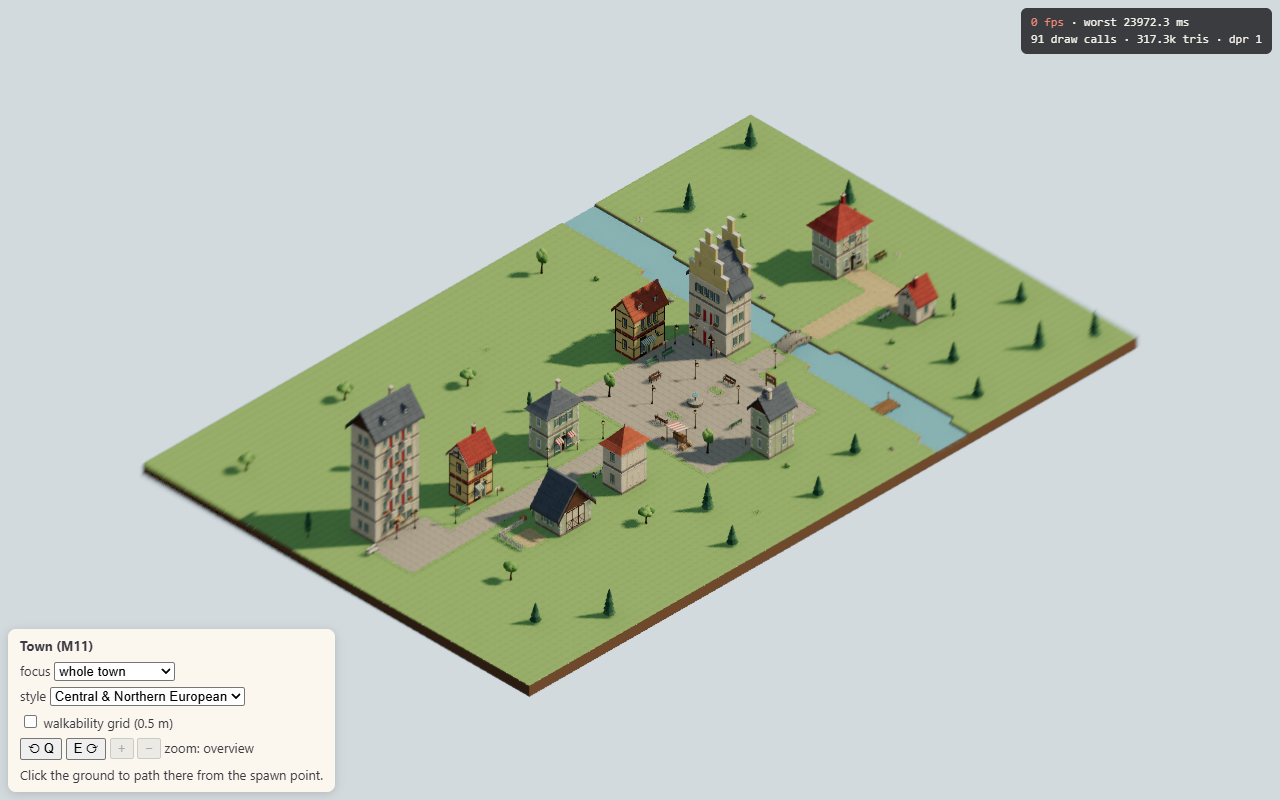 0 fps · worst 23972.3 ms
91 draw calls · 317.3k tris · dpr 1
Town (M11)
focus whole town
style Central & Northern European
walkability grid (0.5 m)
⟲ Q E ⟳ + − zoom: overview
Click the ground to path there from the spawn point.